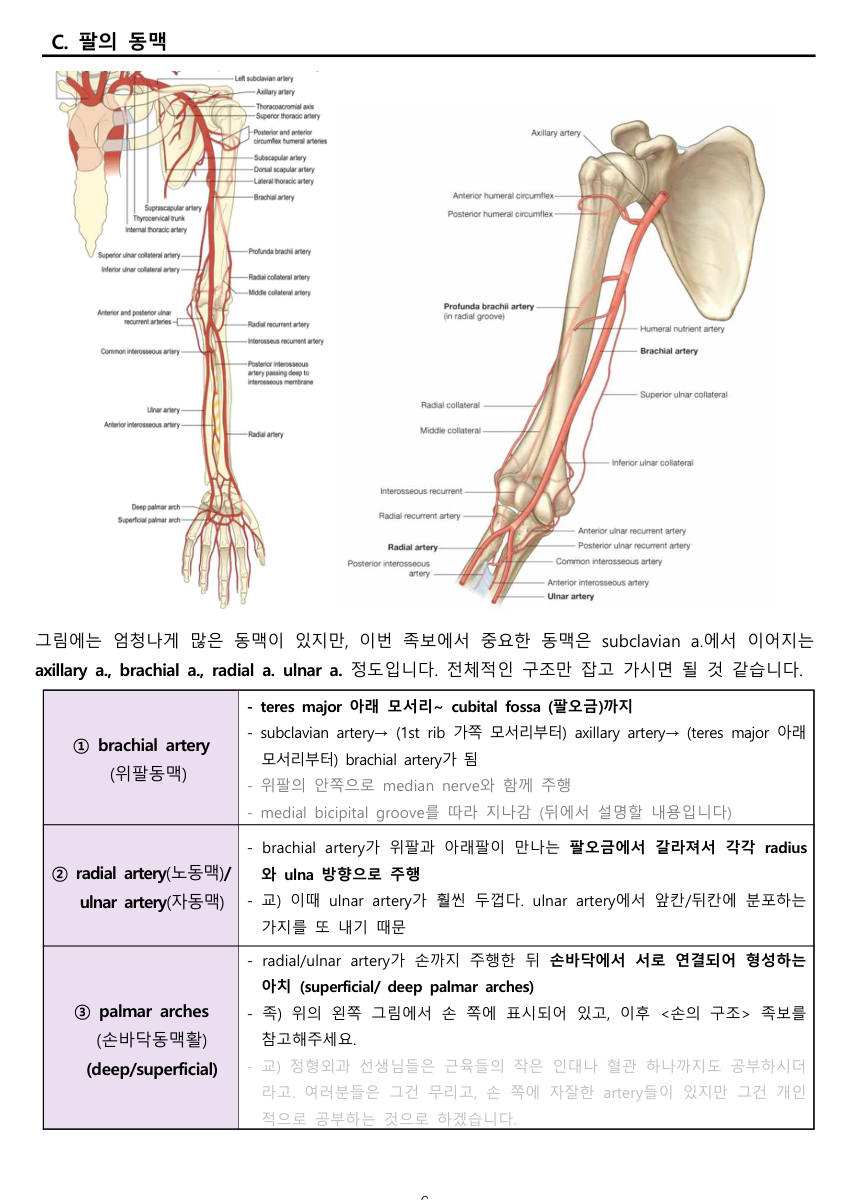 C. 팔의 동맥
Left subclavian artery
Axillary artery
Thoracoacromial axis
Superior thoracic artery
Posterior and anterior
circumflex humeral arteries
Subscapular artery
Dorsal scapular artery
Lateral thoracic artery
Brachial artery
Suprascapular artery
Thyrocervical trunk
Internal thoracic artery
Superior ulnar collateral artery
Inferior ulnar collateral artery
Profunda brachii artery
Radial collateral artery
Middle collateral artery
Anterior and posterior ulnar
recurrent arteries
Radial recurrent artery
Interosseus recurrent artery
Common interosseous artery
Posterior interosseous
artery passing deep to
interosseous membrane
Ulnar artery
Anterior interosseous artery
Radial artery
Deep palmar arch
Superficial palmar arch
Axillary artery
Anterior humeral circumflex
Posterior humeral circumflex
Profunda brachii artery
(in radial groove)
Humeral nutrient artery
Brachial artery
Superior ulnar collateral
Radial collateral
Middle collateral
Inferior ulnar collateral
Interosseous recurrent
Radial recurrent artery
Anterior ulnar recurrent artery
Radial artery
Posterior ulnar recurrent artery
Posterior interosseous
artery
Common interosseous artery
Anterior interosseous artery
Ulnar artery
그림에는 엄청나게 많은 동맥이 있지만, 이번 족보에서 중요한 동맥은 subclavian a.에서 이어지는
axillary a., brachial a., radial a. ulnar a. 정도입니다. 전체적인 구조만 잡고 가시면 될 것 같습니다.
① brachial artery
(위팔동맥)
- teres major 아래 모서리~ cubital fossa (팔오금)까지
- subclavian artery→ (1st rib 가쪽 모서리부터) axillary artery→ (teres major 아래
모서리부터) brachial artery가 됨
- 위팔의 안쪽으로 median nerve와 함께 주행
- medial bicipital groove를 따라 지나감 (뒤에서 설명할 내용입니다)
② radial artery(노동맥)/
ulnar artery(자동맥)
- brachial artery가 위팔과 아래팔이 만나는 팔오금에서 갈라져서 각각 radius
와 ulna 방향으로 주행
- 교) 이때 ulnar artery가 훨씬 두껍다. ulnar artery에서 앞칸/뒤칸에 분포하는
가지를 또 내기 때문
③ palmar arches
(손바닥동맥활)
(deep/superficial)
- radial/ulnar artery가 손까지 주행한 뒤 손바닥에서 서로 연결되어 형성하는
아치 (superficial/ deep palmar arches)
- 족) 위의 왼쪽 그림에서 손 쪽에 표시되어 있고, 이후 <손의 구조> 족보를
참고해주세요.
- 교) 정형외과 선생님들은 근육들의 작은 인대나 혈관 하나까지도 공부하시더
라고. 여러분들은 그건 무리고, 손 쪽에 자잘한 artery들이 있지만 그건 개인
적으로 공부하는 것으로 하겠습니다.